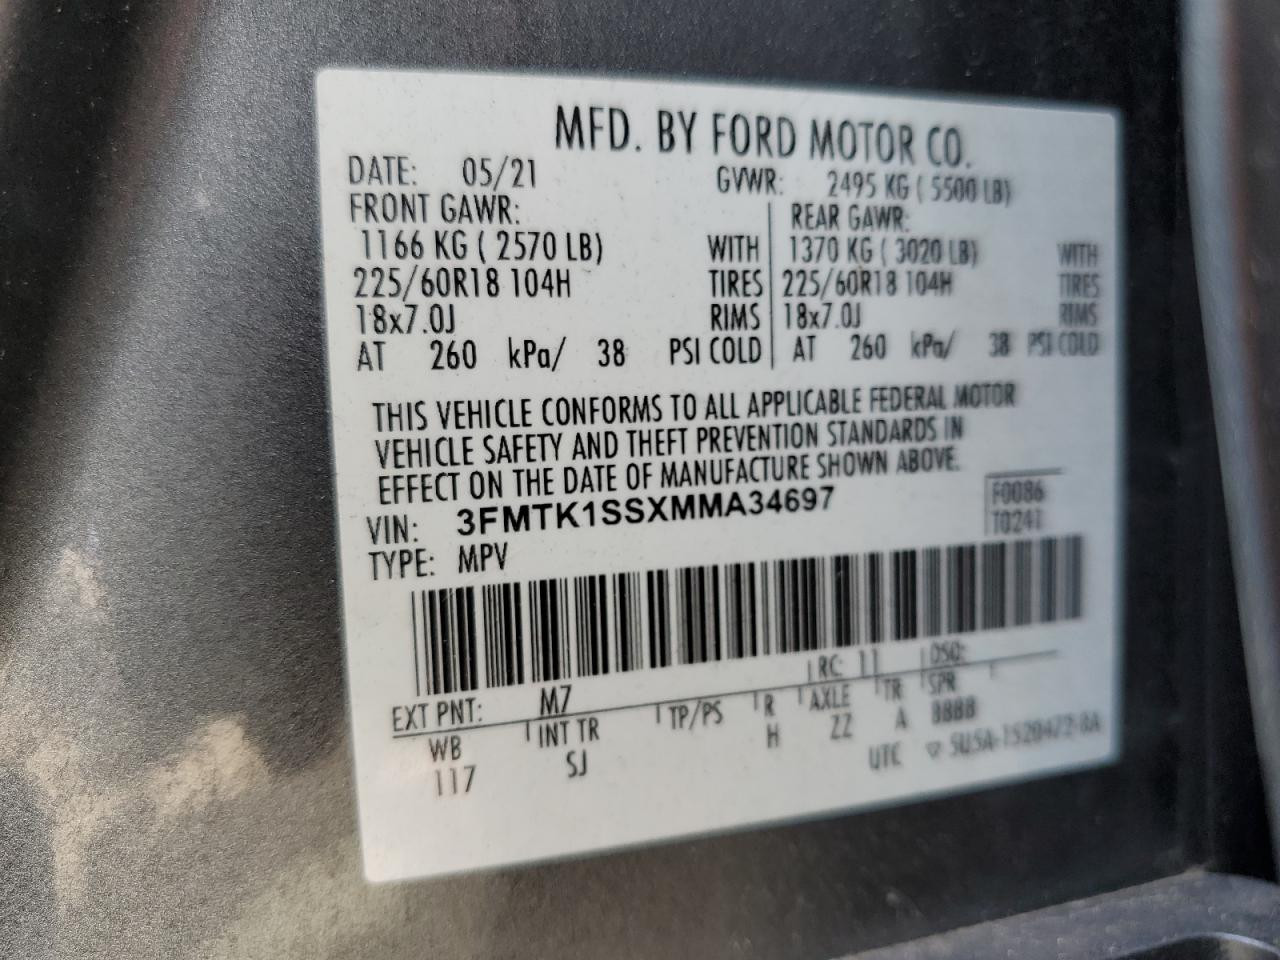 MFD. BY FORD MOTOR CO.
DATE: 05/21 GVWR: 2495 KG ( 5500 LB)
FRONT GAWR: REAR GAWR:
1166 KG ( 2570 LB) WITH 1370 KG ( 3020 LB) WITH
225/60R18 104H TIRES 225/60R18 104H TIRES
18x7.0J RIMS 18x7.0J RIMS
AT 260 kPa/ 38 PSI COLD AT 260 kPa/ 38 PSI COLD
THIS VEHICLE CONFORMS TO ALL APPLICABLE FEDERAL MOTOR
VEHICLE SAFETY AND THEFT PREVENTION STANDARDS IN
EFFECT ON THE DATE OF MANUFACTURE SHOWN ABOVE.
VIN: 3FMTK1SSXMMA34697 F0086
TYPE: MPV T0241
EXT PNT: M7 RC: 11 DSO:
WB INT TR TP/PS R AXLE TR SPR
117 SJ H ZZ A 8888
UTC 5U5A-1520472-BA